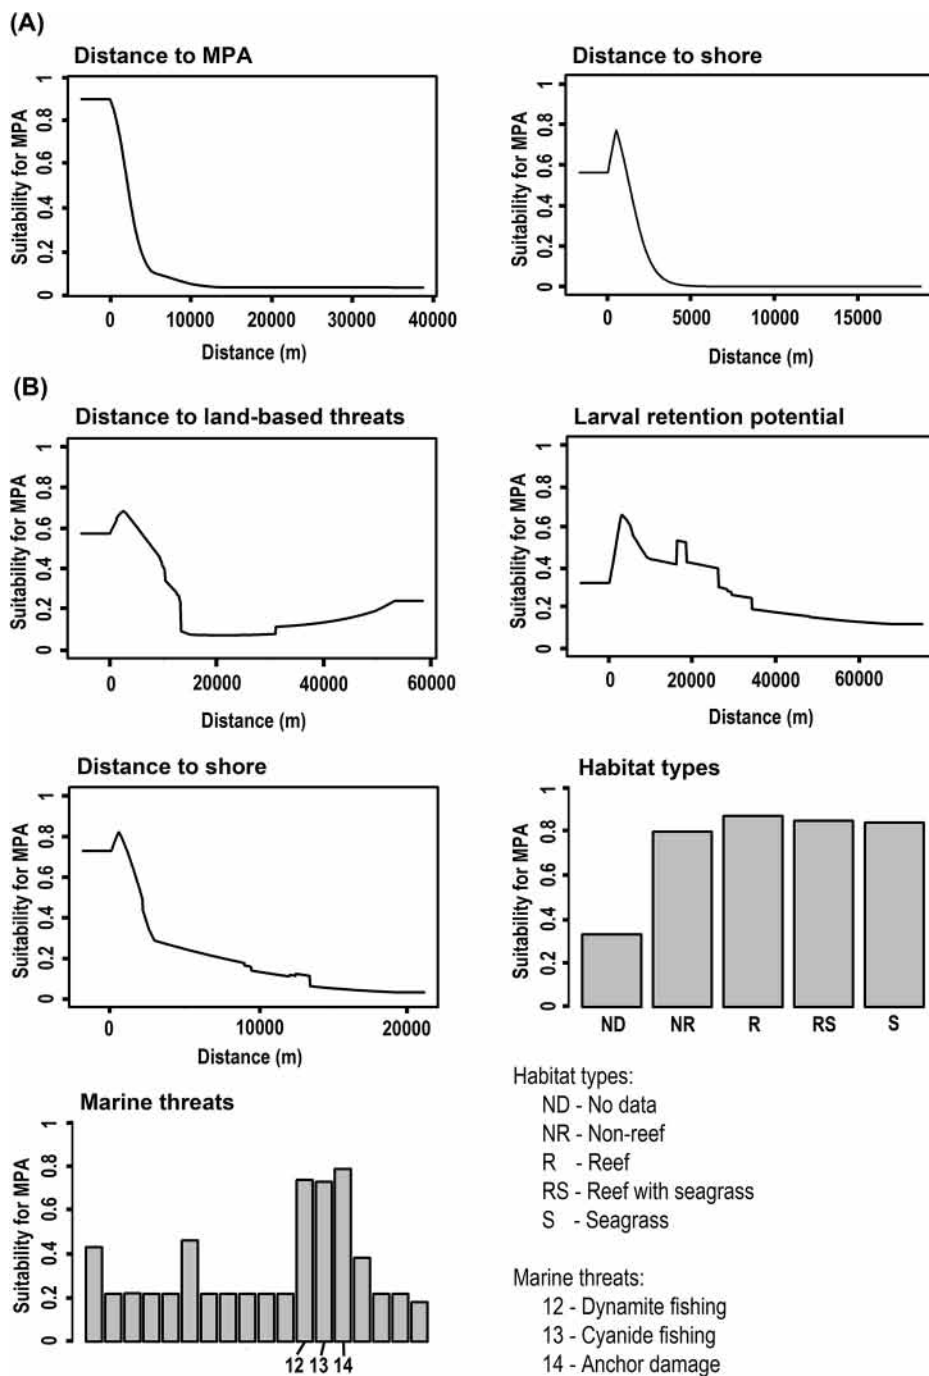 (A)
Distance to MPA
Suitability for MPA
0 0.2 0.4 0.6 0.8 1
0 10000 20000 30000 40000
Distance (m)
Distance to shore
Suitability for MPA
0 0.2 0.4 0.6 0.8 1
0 5000 10000 15000
Distance (m)
(B)
Distance to land-based threats
Suitability for MPA
0 0.2 0.4 0.6 0.8 1
0 20000 40000 60000
Distance (m)
Larval retention potential
Suitability for MPA
0 0.2 0.4 0.6 0.8 1
0 20000 40000 60000
Distance (m)
Distance to shore
Suitability for MPA
0 0.2 0.4 0.6 0.8 1
0 10000 20000
Distance (m)
Habitat types
Suitability for MPA
0 0.2 0.4 0.6 0.8 1
ND NR R RS S
Marine threats
Suitability for MPA
0 0.2 0.4 0.6 0.8 1
12 13 14
Habitat types:
ND - No data
NR - Non-reef
R - Reef
RS - Reef with seagrass
S - Seagrass
Marine threats:
12 - Dynamite fishing
13 - Cyanide fishing
14 - Anchor damage